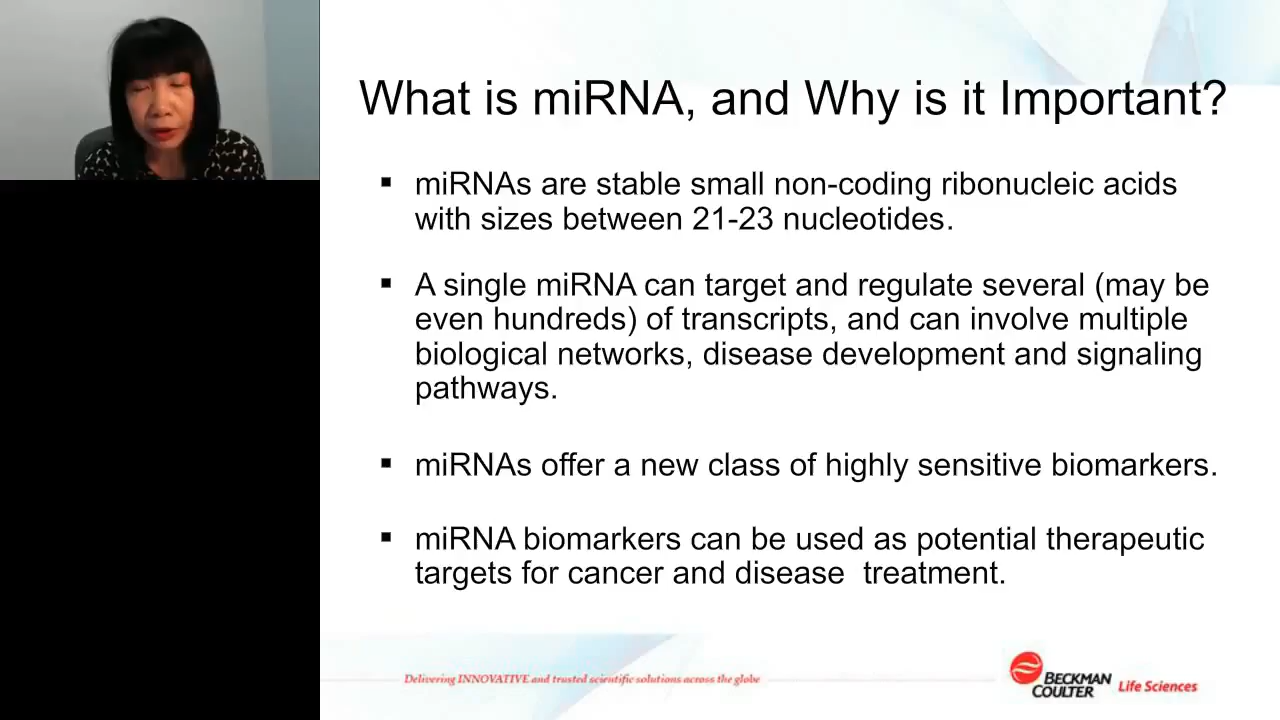 What is miRNA, and Why is it Important?
▪ miRNAs are stable small non-coding ribonucleic acids
with sizes between 21-23 nucleotides.
▪ A single miRNA can target and regulate several (may be
even hundreds) of transcripts, and can involve multiple
biological networks, disease development and signaling
pathways.
▪ miRNAs offer a new class of highly sensitive biomarkers.
▪ miRNA biomarkers can be used as potential therapeutic
targets for cancer and disease  treatment.
Delivering INNOVATIVE and trusted scientific solutions across the globe
BECKMAN
COULTER Life Sciences